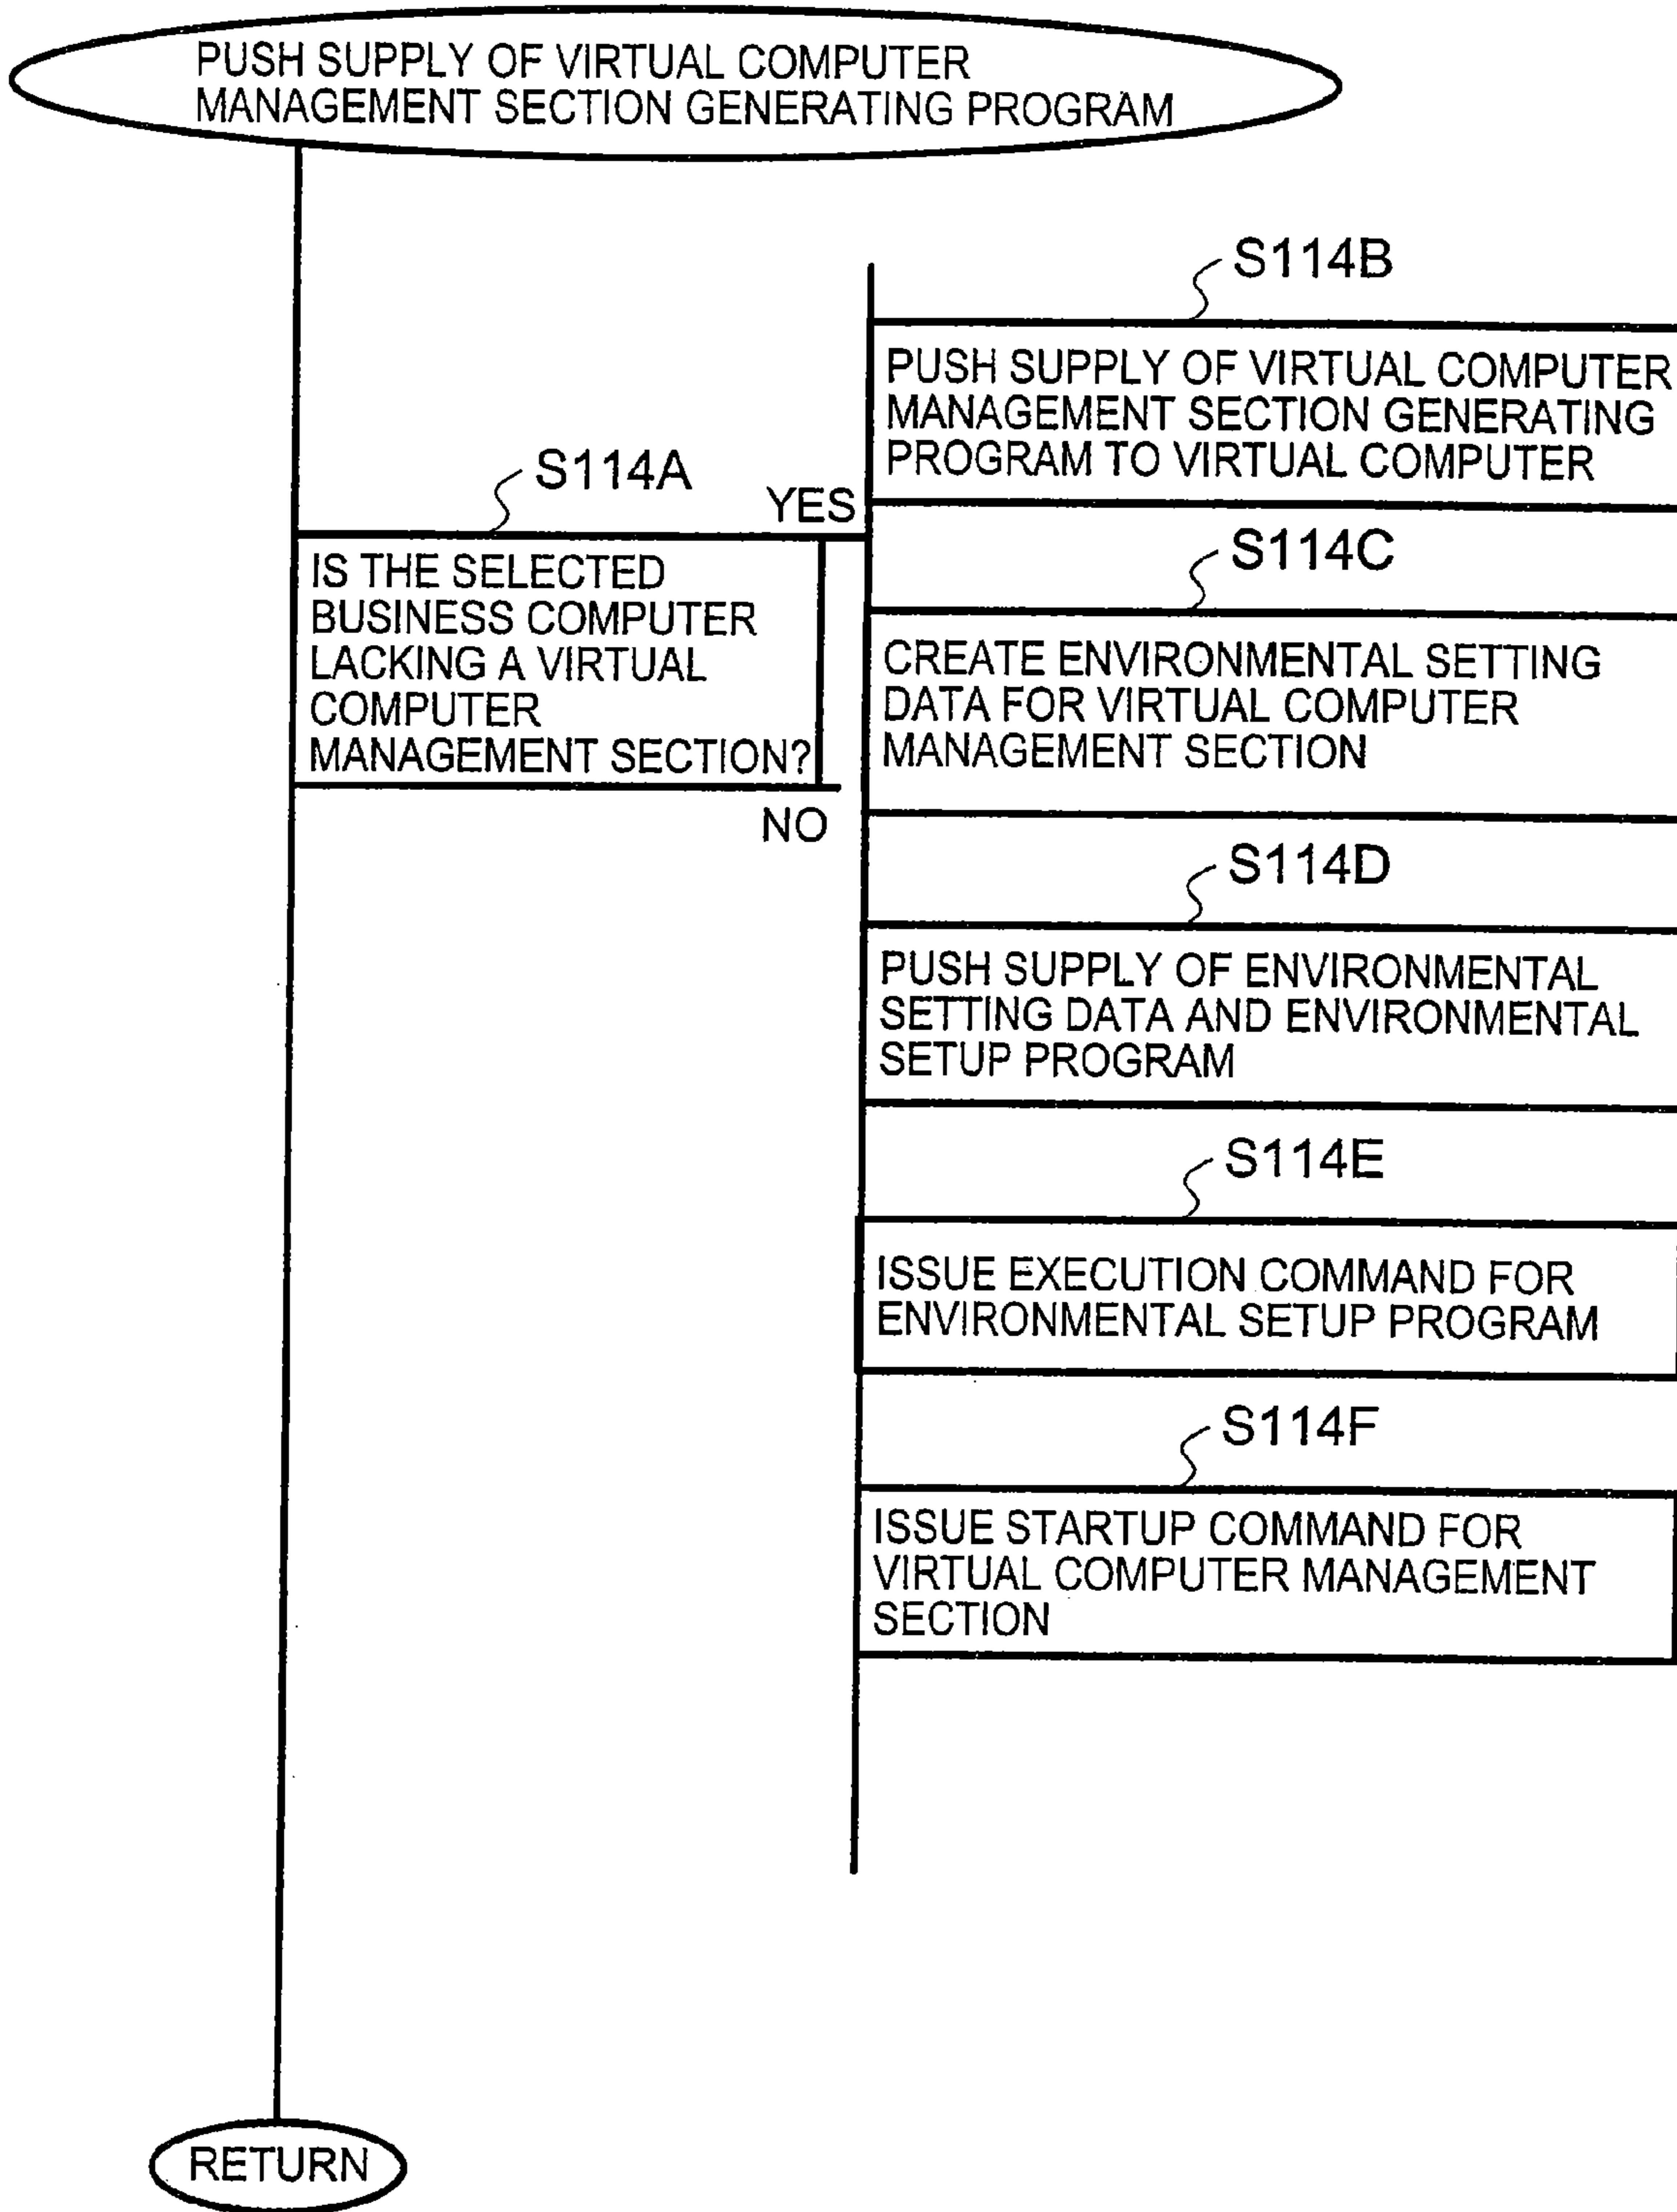 PUSH SUPPLY OF VIRTUAL COMPUTER
MANAGEMENT SECTION GENERATING PROGRAM
S114A
IS THE SELECTED
BUSINESS COMPUTER
LACKING A VIRTUAL
COMPUTER
MANAGEMENT SECTION?
YES
NO
S114B
PUSH SUPPLY OF VIRTUAL COMPUTER
MANAGEMENT SECTION GENERATING
PROGRAM TO VIRTUAL COMPUTER
S114C
CREATE ENVIRONMENTAL SETTING
DATA FOR VIRTUAL COMPUTER
MANAGEMENT SECTION
S114D
PUSH SUPPLY OF ENVIRONMENTAL
SETTING DATA AND ENVIRONMENTAL
SETUP PROGRAM
S114E
ISSUE EXECUTION COMMAND FOR
ENVIRONMENTAL SETUP PROGRAM
S114F
ISSUE STARTUP COMMAND FOR
VIRTUAL COMPUTER MANAGEMENT
SECTION
RETURN